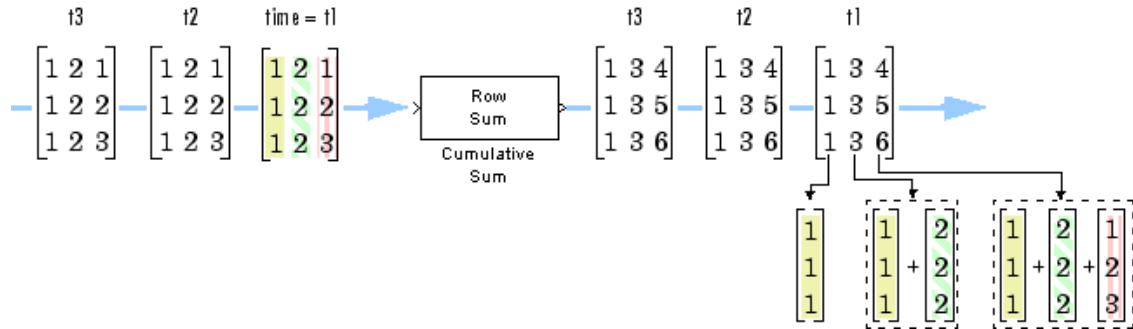 t3 t2 time = t1 t3 t2 t1
1 2 1 1 2 1 1 2 1 1 3 4 1 3 4 1 3 4
1 2 2 1 2 2 1 2 2 Row Sum 1 3 5 1 3 5 1 3 5
1 2 3 1 2 3 1 2 3 1 3 6 1 3 6 1 3 6
Cumulative
Sum
1 1 2 1 2 1
1 1 + 2 1 + 2 + 2
1 1 2 1 2 3